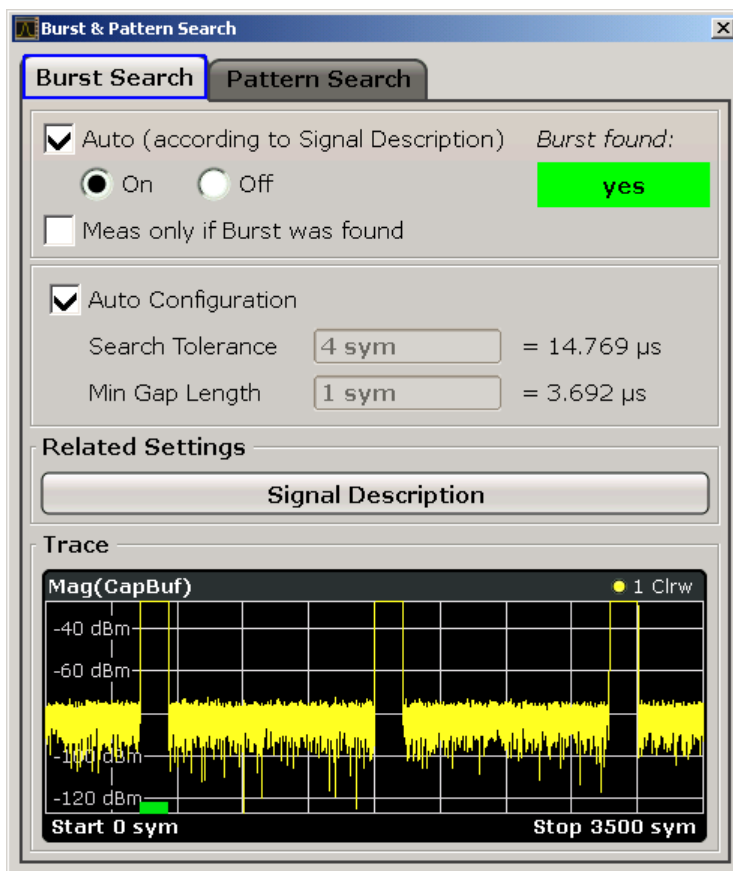 Burst & Pattern Search
Burst Search Pattern Search
Auto (according to Signal Description) Burst found:
On Off yes
Meas only if Burst was found
Auto Configuration
Search Tolerance 4 sym = 14.769 µs
Min Gap Length 1 sym = 3.692 µs
Related Settings
Signal Description
Trace
Mag(CapBuf) 1 Clrw
-40 dBm
-60 dBm
-100 dBm
-120 dBm
Start 0 sym Stop 3500 sym